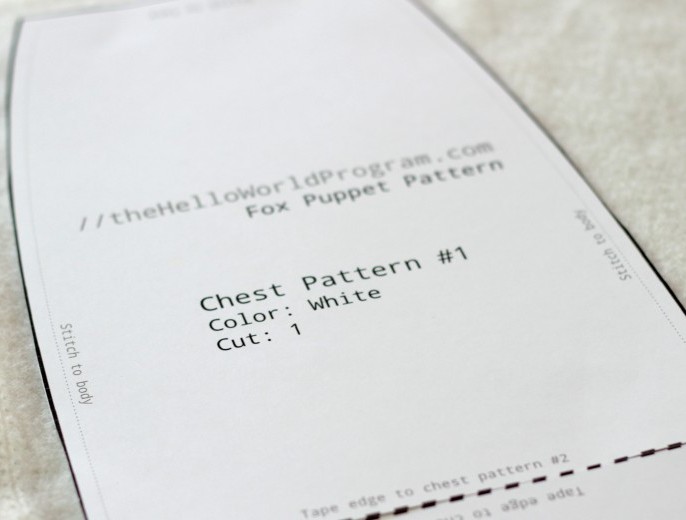 //theHelloWorldProgram.com
Fox Puppet Pattern
Chest Pattern #1
Color: White
Cut: 1
Stitch to body
Stitch to body
Tape edge to chest pattern #2
Tape edge to